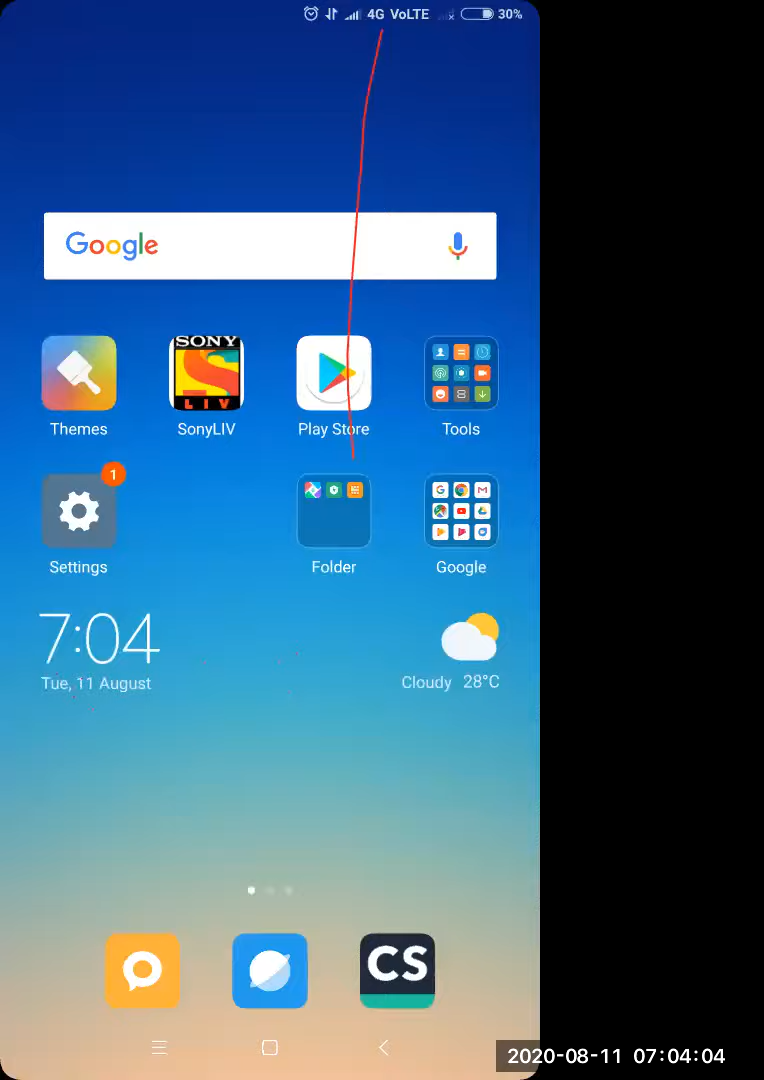 4G VoLTE 30%
Google
SONY
LIV
Themes SonyLIV Play Store Tools
1
G
Settings Folder Google
7:04
Tue, 11 August
Cloudy 28°C
CS
2020-08-11 07:04:04